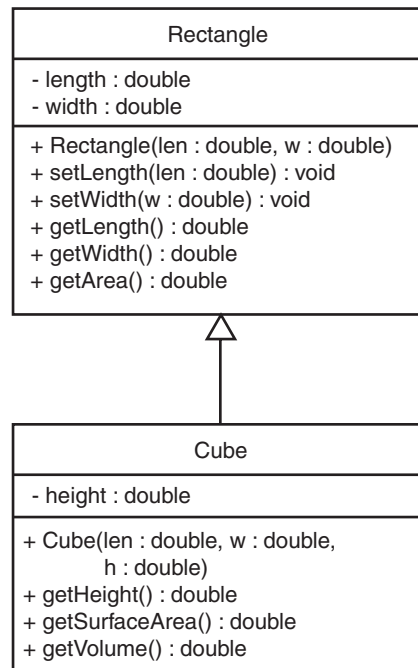 Rectangle
- length : double
- width : double
+ Rectangle(len : double, w : double)
+ setLength(len : double) : void
+ setWidth(w : double) : void
+ getLength() : double
+ getWidth() : double
+ getArea() : double
Cube
- height : double
+ Cube(len : double, w : double,
h : double)
+ getHeight() : double
+ getSurfaceArea() : double
+ getVolume() : double